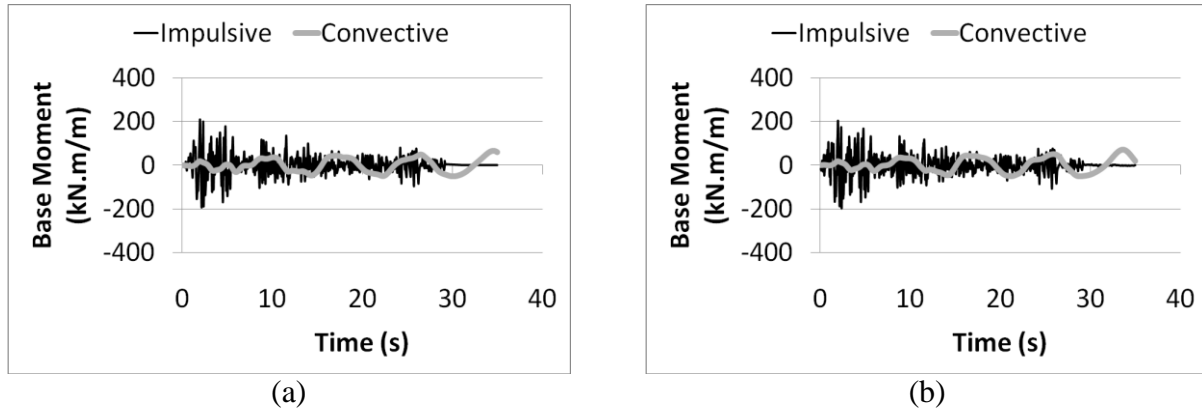 Impulsive Convective
Base Moment
(kN.m/m)
400
200
0
-200
-400
0 10 20 30 40
Time (s)
(a)
Impulsive Convective
Base Moment
(kN.m/m)
400
200
0
-200
-400
0 10 20 30 40
Time (s)
(b)